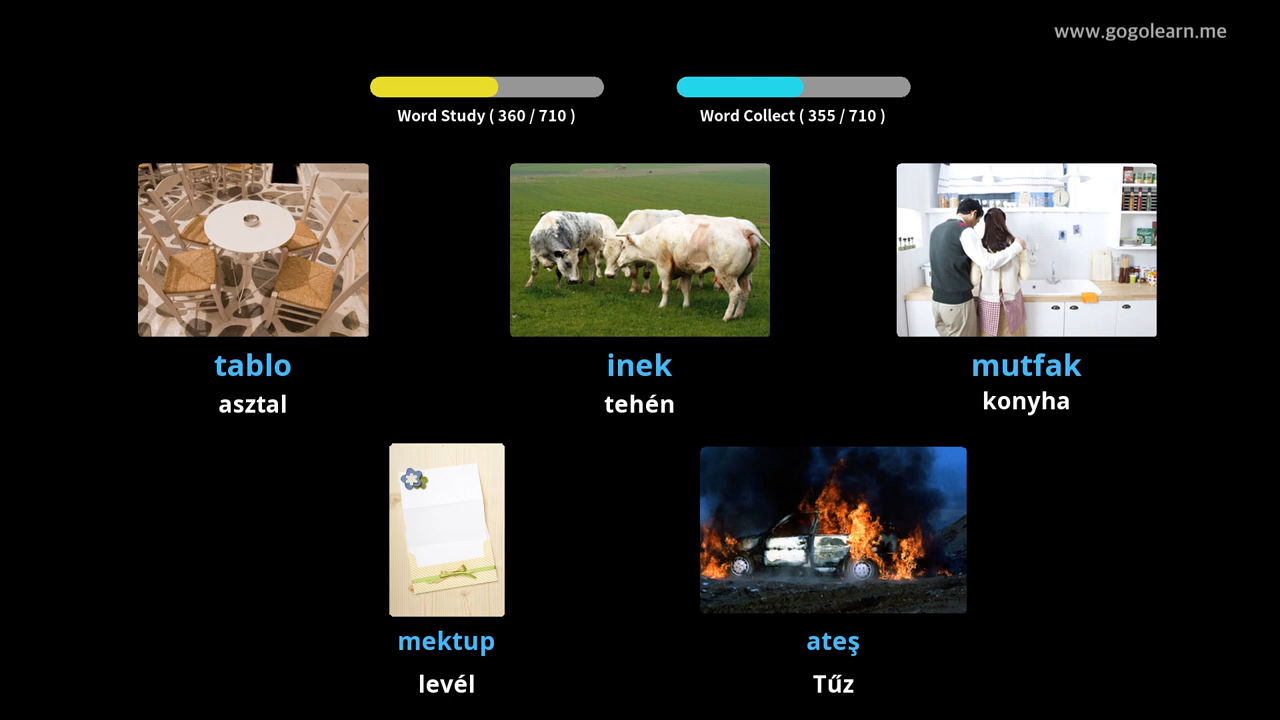 www.gogolearn.me
Word Study ( 360 / 710 )
Word Collect ( 355 / 710 )
tablo
asztal
inek
tehén
mutfak
konyha
mektup
levél
ateş
Tűz